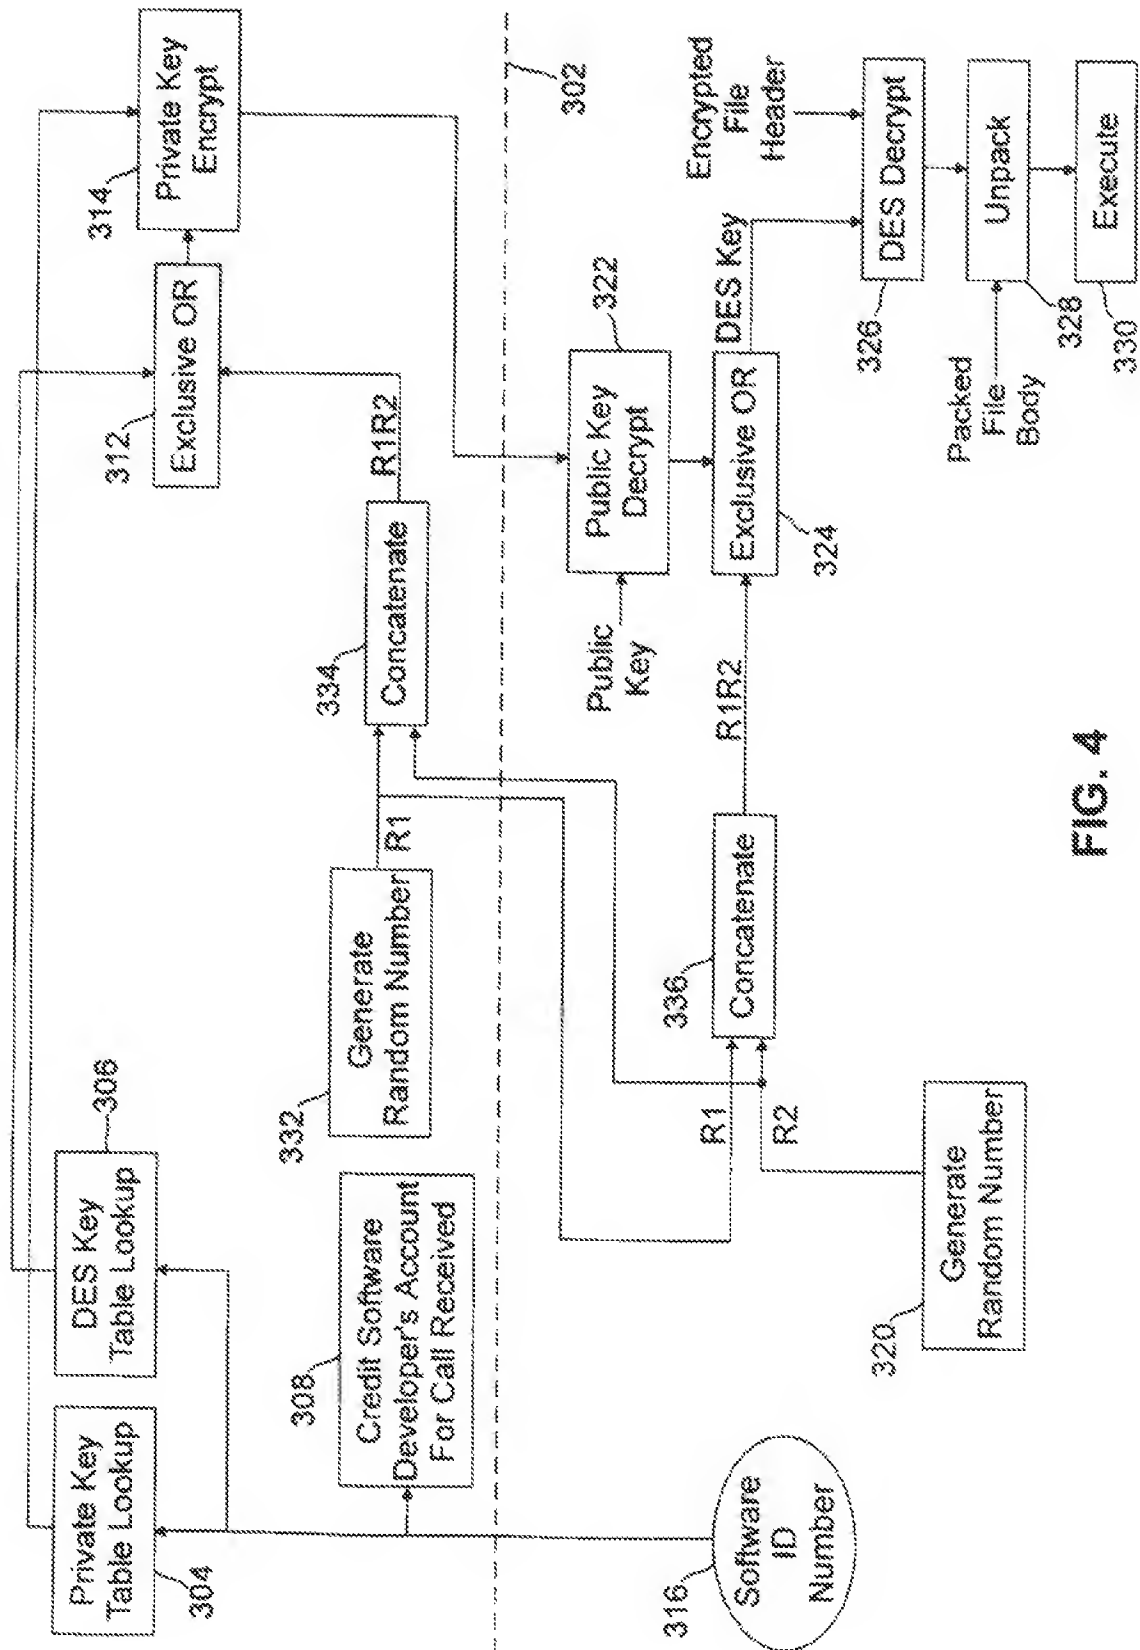 304
Private Key
Table Lookup
306
DES Key
Table Lookup
314
Private Key
Encrypt
312
Exclusive OR
308
Credit Software
Developer's Account
For Call Received
332
Generate
Random Number
R1
334
Concatenate
R1R2
302
316
Software
ID
Number
320
Generate
Random Number
R1
R2
336
Concatenate
R1R2
Public
Key
322
Public Key
Decrypt
324
Exclusive OR
DES Key
Encrypted
File
Header
326
DES Decrypt
Packed
File
Body
328
Unpack
330
Execute
FIG. 4